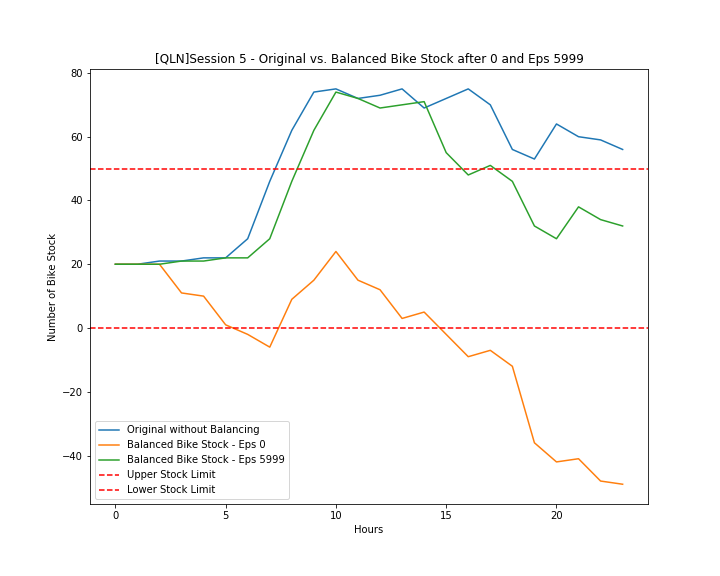 [QLN]Session 5 - Original vs. Balanced Bike Stock after 0 and Eps 5999
80
60
40
20
0
−20
−40
Number of Bike Stock
Original without Balancing
Balanced Bike Stock - Eps 0
Balanced Bike Stock - Eps 5999
Upper Stock Limit
Lower Stock Limit
0 5 10 15 20
Hours